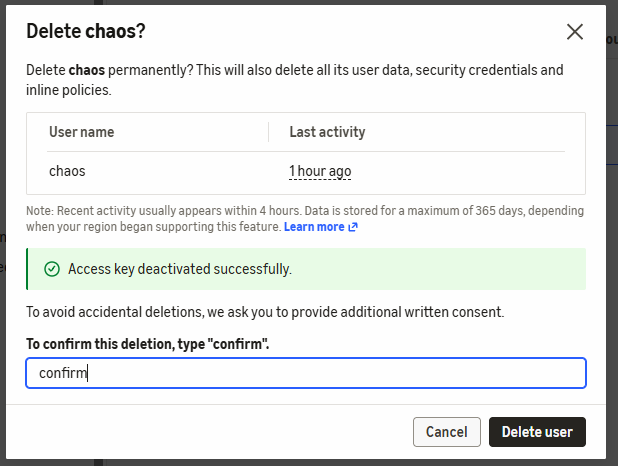 Delete chaos?
Delete chaos permanently? This will also delete all its user data, security credentials and
inline policies.
User name
Last activity
chaos
1 hour ago
Note: Recent activity usually appears within 4 hours. Data is stored for a maximum of 365 days, depending
when your region began supporting this feature. Learn more
Access key deactivated successfully.
To avoid accidental deletions, we ask you to provide additional written consent.
To confirm this deletion, type "confirm".
confirm
Cancel
Delete user